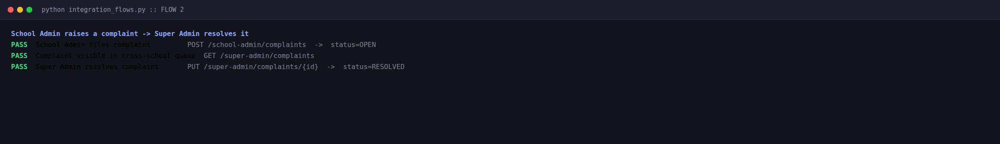 python integration_flows.py :: FLOW 2
School Admin raises a complaint -> Super Admin resolves it
PASS  School Admin files complaint         POST /school-admin/complaints  ->  status=OPEN
PASS  Complaint visible in cross-school queue  GET /super-admin/complaints
PASS  Super Admin resolves complaint       PUT /super-admin/complaints/{id}  ->  status=RESOLVED